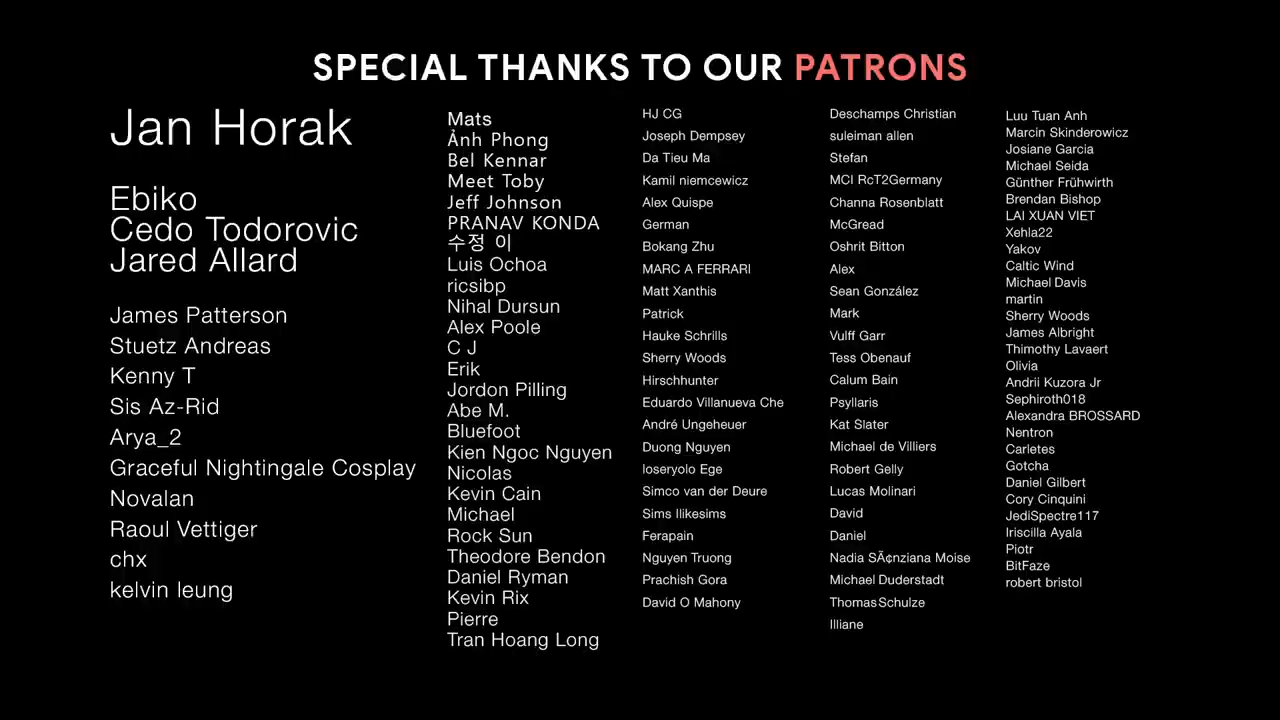 SPECIAL THANKS TO OUR PATRONS
Jan Horak
Ebiko
Cedo Todorovic
Jared Allard
James Patterson
Stuetz Andreas
Kenny T
Sis Az-Rid
Arya_2
Graceful Nightingale Cosplay
Novalan
Raoul Vettiger
chx
kelvin leung
Mats
Ảnh Phong
Bel Kennar
Meet Toby
Jeff Johnson
PRANAV KONDA
수정 이
Luis Ochoa
ricsibp
Nihal Dursun
Alex Poole
C J
Erik
Jordon Pilling
Abe M.
Bluefoot
Kien Ngoc Nguyen
Nicolas
Kevin Cain
Michael
Rock Sun
Theodore Bendon
Daniel Ryman
Kevin Rix
Pierre
Tran Hoang Long
HJ CG
Joseph Dempsey
Da Tieu Ma
Kamil niemcewicz
Alex Quispe
German
Bokang Zhu
MARC A FERRARI
Matt Xanthis
Patrick
Hauke Schrills
Sherry Woods
Hirschhunter
Eduardo Villanueva Che
André Ungeheuer
Duong Nguyen
loseryolo Ege
Simco van der Deure
Sims Ilikesims
Ferapain
Nguyen Truong
Prachish Gora
David O Mahony
Deschamps Christian
suleiman allen
Stefan
MCI RcT2Germany
Channa Rosenblatt
McGread
Oshrit Bitton
Alex
Sean González
Mark
Vulff Garr
Tess Obenauf
Calum Bain
Psyllaris
Kat Slater
Michael de Villiers
Robert Gelly
Lucas Molinari
David
Daniel
Nadia SÃ¢nziana Moise
Michael Duderstadt
Thomas Schulze
Illiane
Luu Tuan Anh
Marcin Skinderowicz
Josiane Garcia
Michael Seida
Günther Frühwirth
Brendan Bishop
LAI XUAN VIET
Xehla22
Yakov
Caltic Wind
Michael Davis
martin
Sherry Woods
James Albright
Thimothy Lavaert
Olivia
Andrii Kuzora Jr
Sephiroth018
Alexandra BROSSARD
Nentron
Carletes
Gotcha
Daniel Gilbert
Cory Cinquini
JediSpectre117
Iriscilla Ayala
Piotr
BitFaze
robert bristol